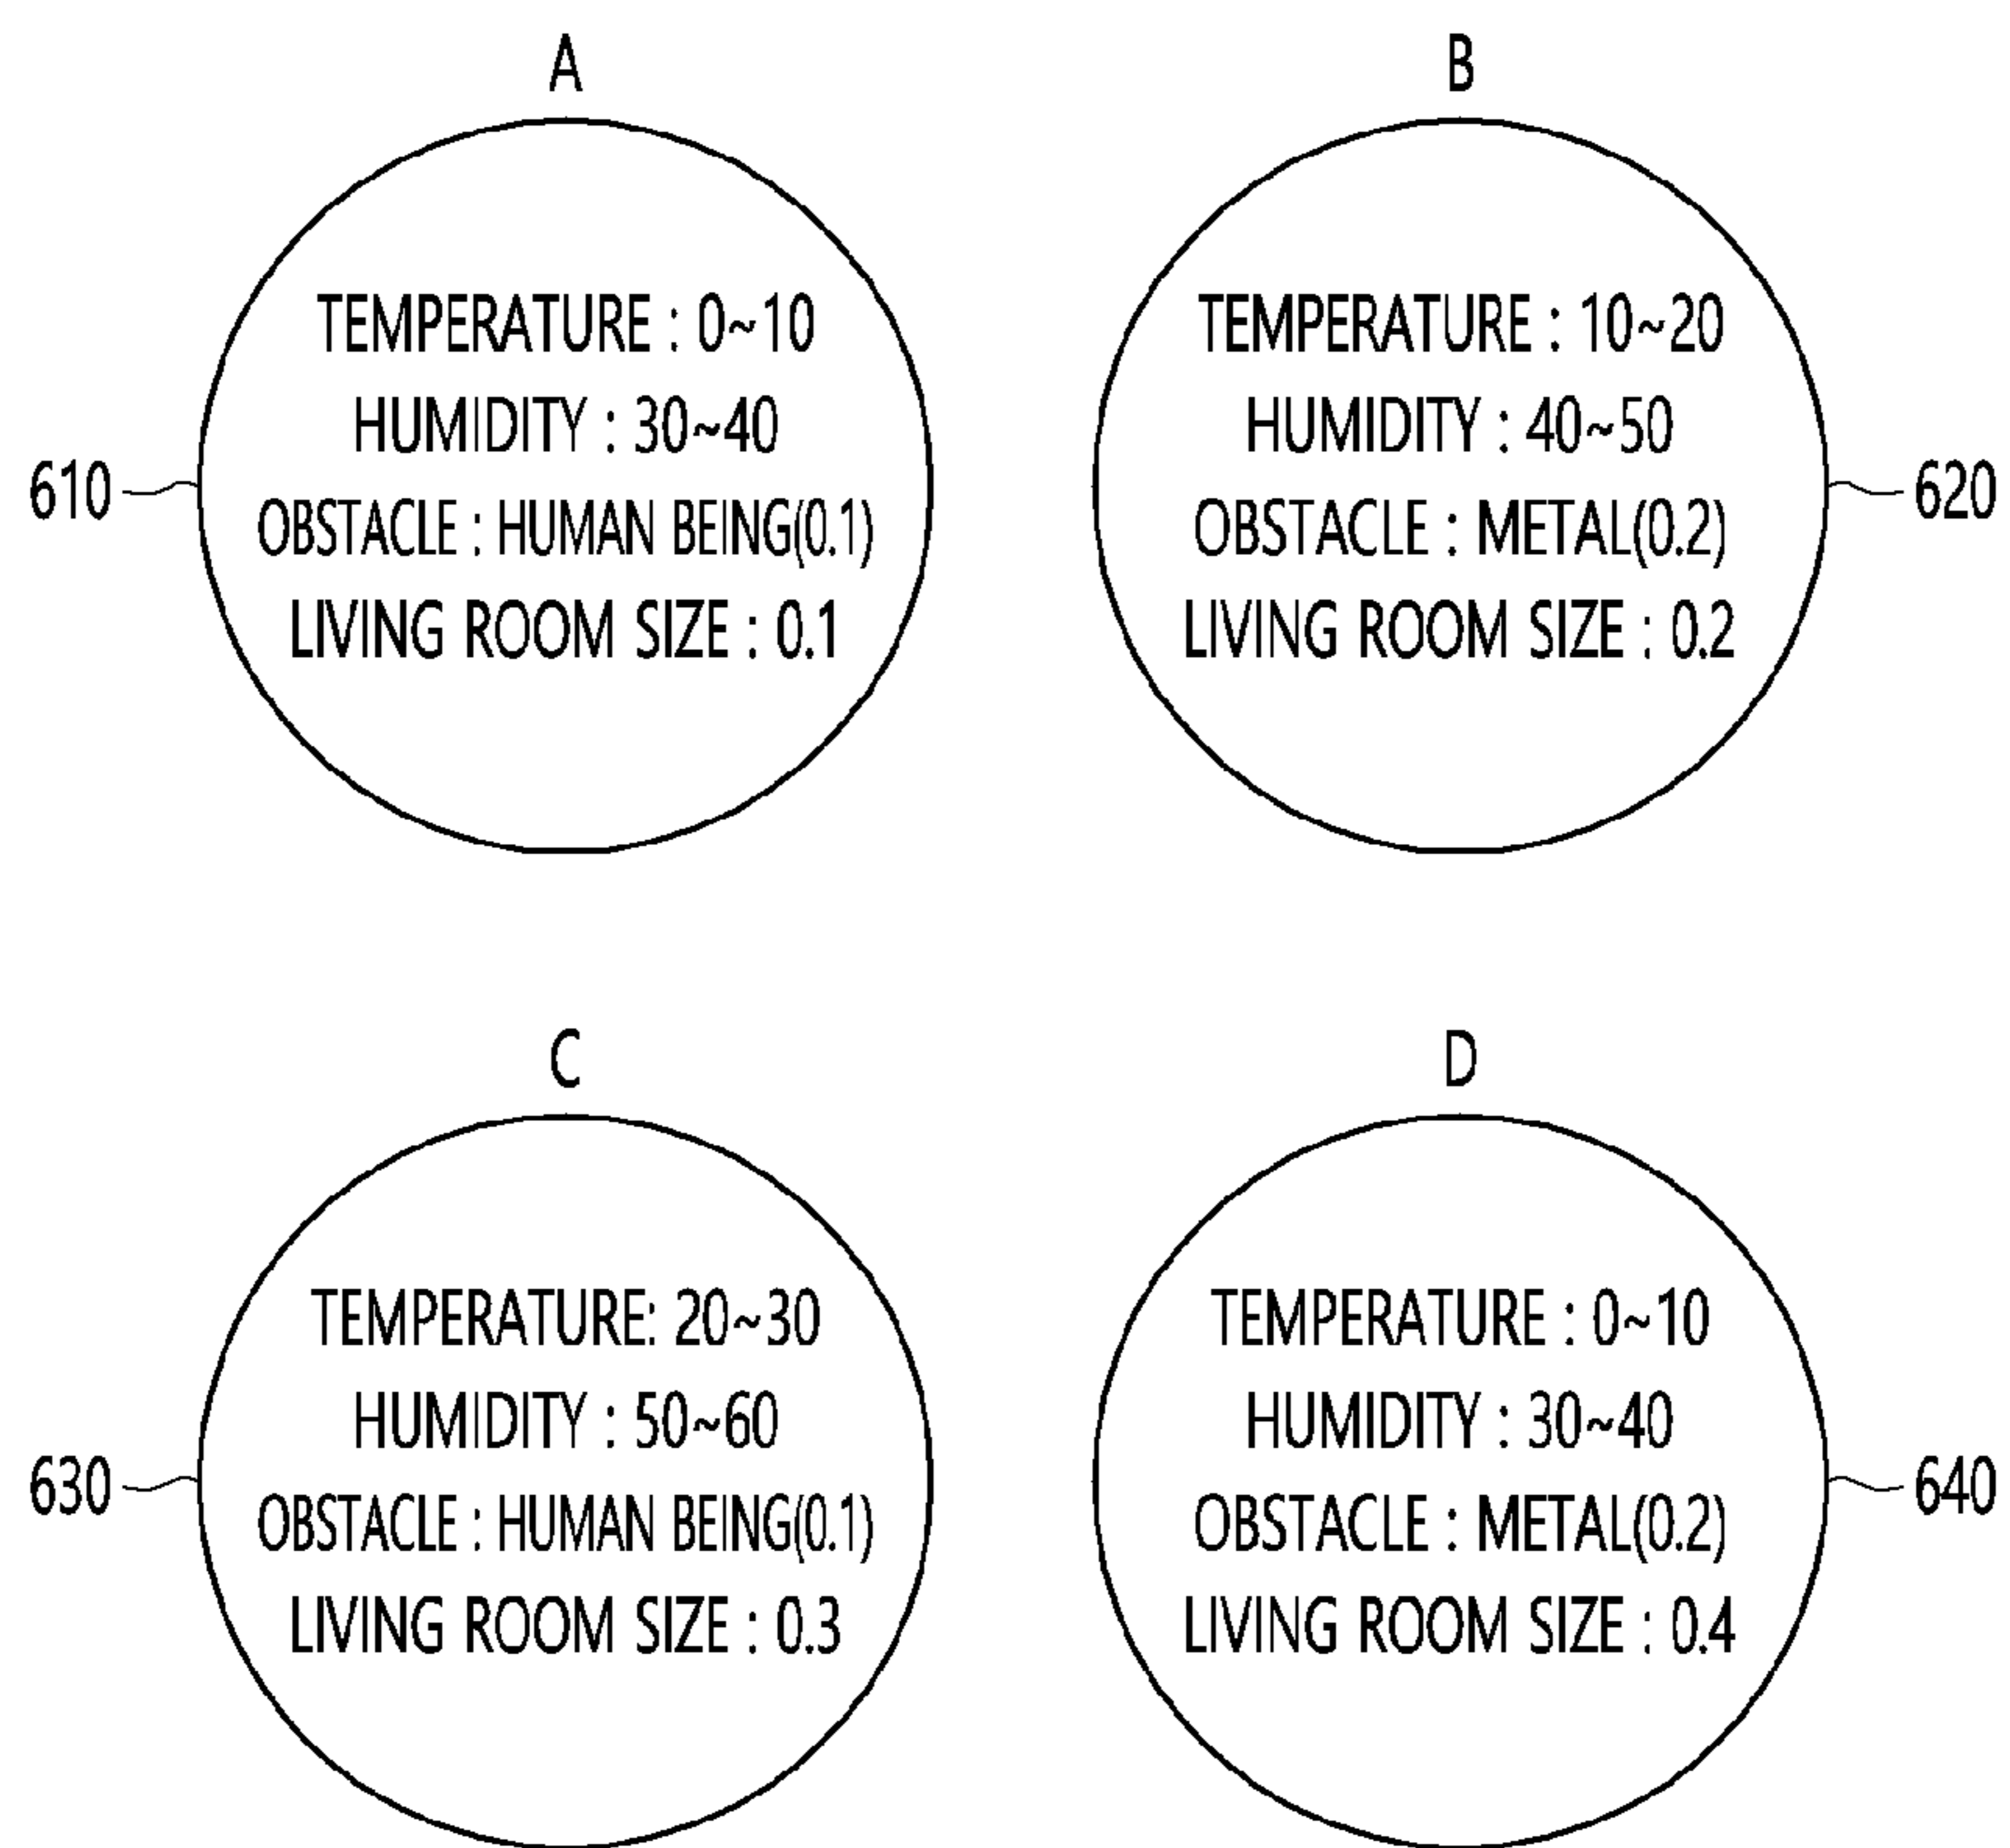 A
TEMPERATURE : 0~10
HUMIDITY : 30~40
OBSTACLE : HUMAN BEING(0.1)
LIVING ROOM SIZE : 0.1
610
B
TEMPERATURE : 10~20
HUMIDITY : 40~50
OBSTACLE : METAL(0.2)
LIVING ROOM SIZE : 0.2
620
C
TEMPERATURE: 20~30
HUMIDITY : 50~60
OBSTACLE : HUMAN BEING(0.1)
LIVING ROOM SIZE : 0.3
630
D
TEMPERATURE : 0~10
HUMIDITY : 30~40
OBSTACLE : METAL(0.2)
LIVING ROOM SIZE : 0.4
640